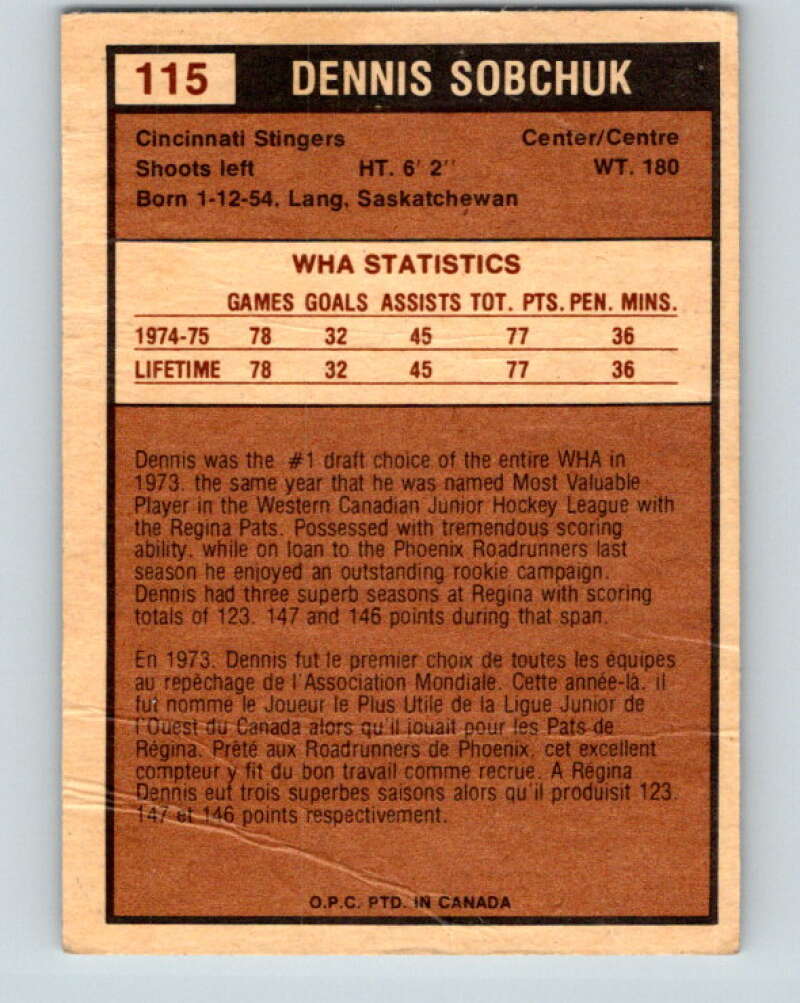 115 DENNIS SOBCHUK
Cincinnati Stingers Center/Centre
Shoots left HT. 6' 2'' WT. 180
Born 1-12-54, Lang, Saskatchewan
WHA STATISTICS
GAMES GOALS ASSISTS TOT. PTS. PEN. MINS.
1974-75 78 32 45 77 36
LIFETIME 78 32 45 77 36
Dennis was the #1 draft choice of the entire WHA in
1973, the same year that he was named Most Valuable
Player in the Western Canadian Junior Hockey League with
the Regina Pats. Possessed with tremendous scoring
ability, while on loan to the Phoenix Roadrunners last
season he enjoyed an outstanding rookie campaign.
Dennis had three superb seasons at Regina with scoring
totals of 123, 147 and 146 points during that span.
En 1973, Dennis fut le premier choix de toutes les équipes
au repêchage de l'Association Mondiale. Cette année-là, il
fut nommé le Joueur le Plus Utile de la Ligue Junior de
l'Ouest du Canada alors qu'il jouait pour les Pats de
Régina. Prêté aux Roadrunners de Phoenix, cet excellent
compteur y fit du bon travail comme recrue. A Régina
Dennis eut trois superbes saisons alors qu'il produisit 123,
147 et 146 points respectivement.
O.P.C. PTD. IN CANADA